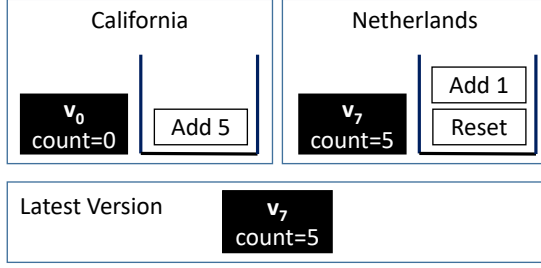 California
v0
count=0
Add 5
Netherlands
v7
count=5
Add 1
Reset
Latest Version
v7
count=5